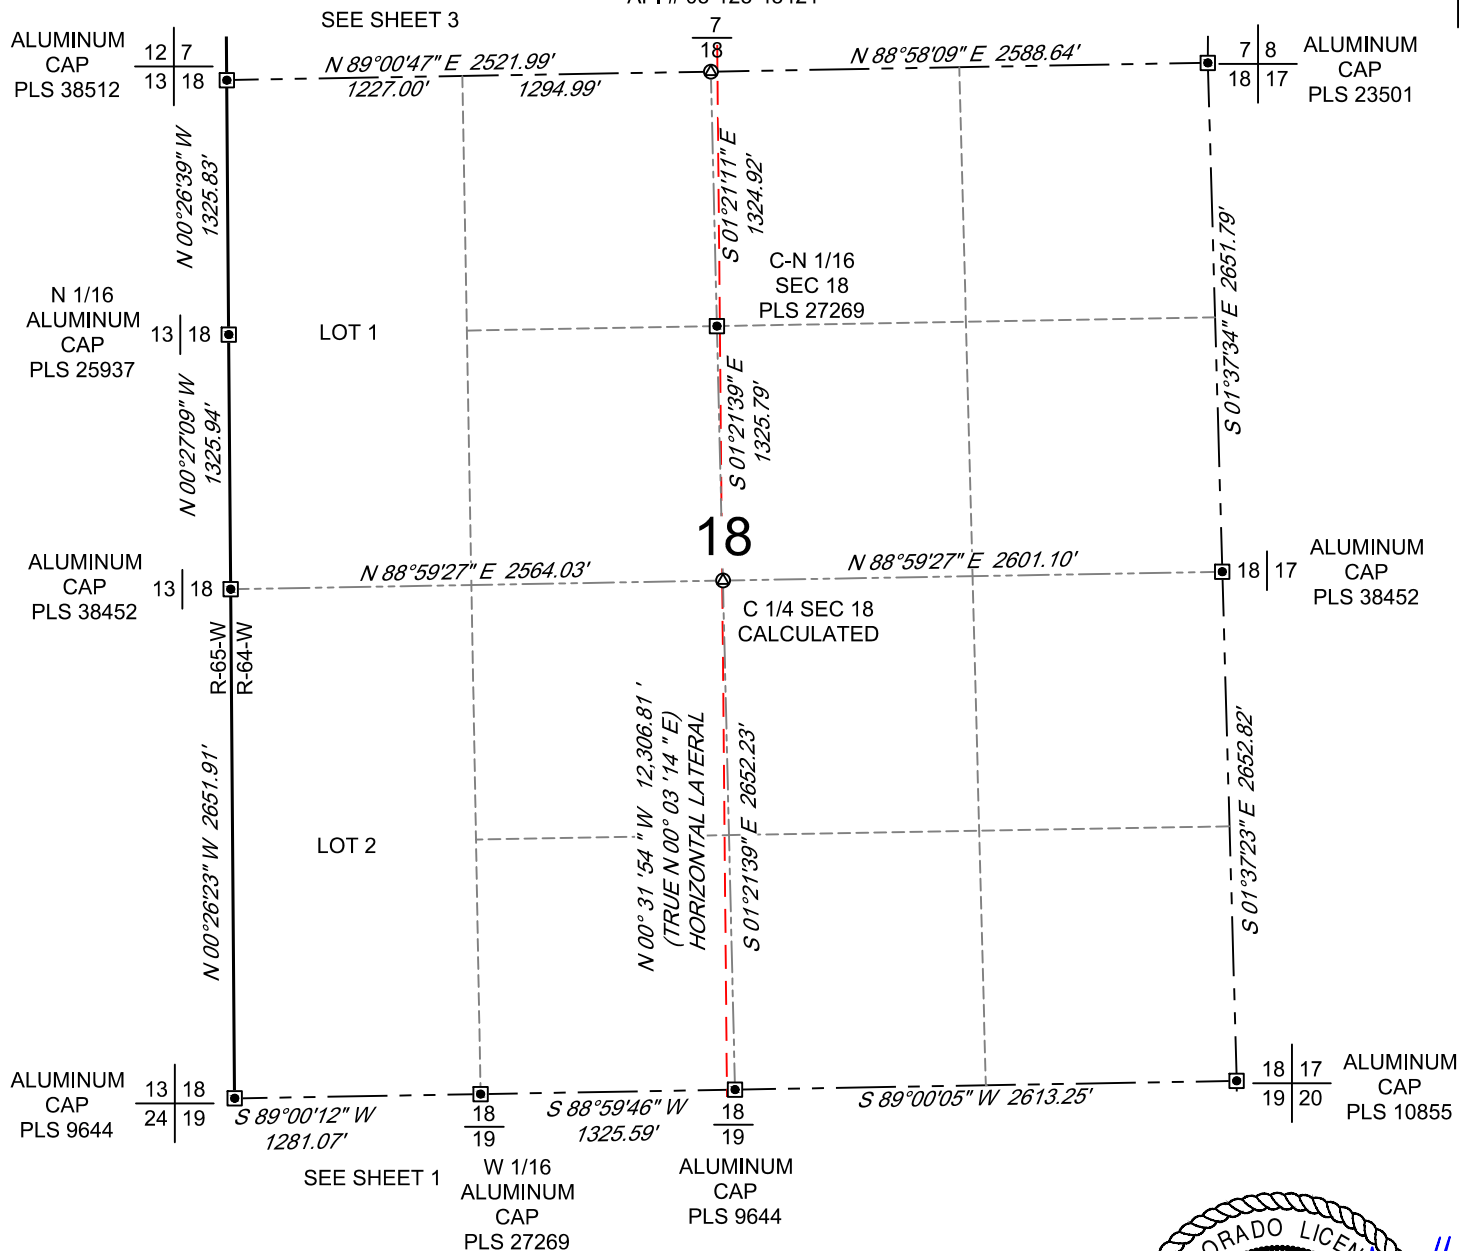 SEE SHEET 3
ALUMINUM
CAP
PLS 38512
12 7
13 18
N 89°00'47" E 2521.99'
1227.00' 1294.99'
7
18
N 88°58'09" E 2588.64'
7 8
18 17
ALUMINUM
CAP
PLS 23501
N 00°26'39" W
1325.83'
S 01°21'11" E
1324.92'
S 01°37'34" E 2651.79'
N 1/16
ALUMINUM
CAP
PLS 25937
13 18
LOT 1
C-N 1/16
SEC 18
PLS 27269
N 00°27'09" W
1325.94'
S 01°21'39" E
1325.79'
18
ALUMINUM
CAP
PLS 38452
13 18
N 88°59'27" E 2564.03'
N 88°59'27" E 2601.10'
18 17
ALUMINUM
CAP
PLS 38452
C 1/4 SEC 18
CALCULATED
R-65-W
R-64-W
N 00°26'23" W 2651.91'
LOT 2
N 00° 31 '54 " W 12,306.81 '
(TRUE N 00° 03 '14 " E)
HORIZONTAL LATERAL
S 01°21'39" E 2652.23'
S 01°37'23" E 2652.82'
ALUMINUM
CAP
PLS 9644
13 18
24 19
S 89°00'12" W
1281.07'
18
19
S 88°59'46" W
1325.59'
18
19
S 89°00'05" W 2613.25'
18 17
19 20
ALUMINUM
CAP
PLS 10855
SEE SHEET 1
W 1/16
ALUMINUM
CAP
PLS 27269
ALUMINUM
CAP
PLS 9644
ORADO LICEN